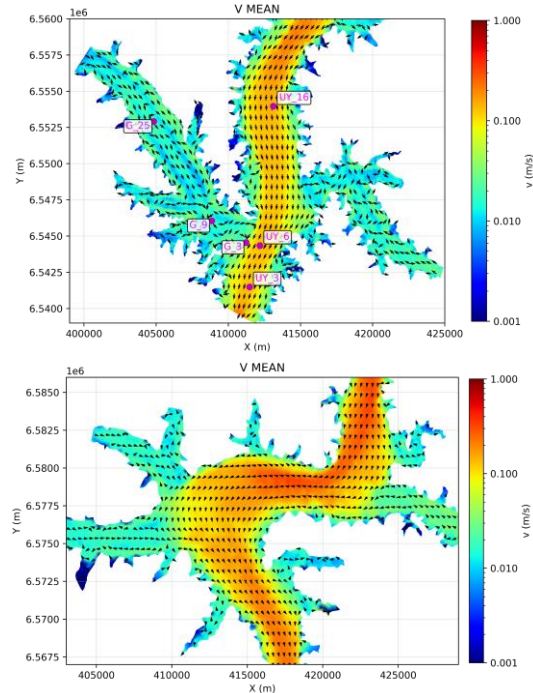 V MEAN
1e6
6.5600
6.5575
6.5550
6.5525
6.5500
6.5475
6.5450
6.5425
6.5400
Y (m)
UY_16
G_25
G_9
G_3
UY_6
UY_3
400000 405000 410000 415000 420000 425000
X (m)
1.000
0.100
0.010
0.001
v (m/s)
V MEAN
1e6
6.5850
6.5825
6.5800
6.5775
6.5750
6.5725
6.5700
6.5675
Y (m)
405000 410000 415000 420000 425000
X (m)
1.000
0.100
0.010
0.001
v (m/s)